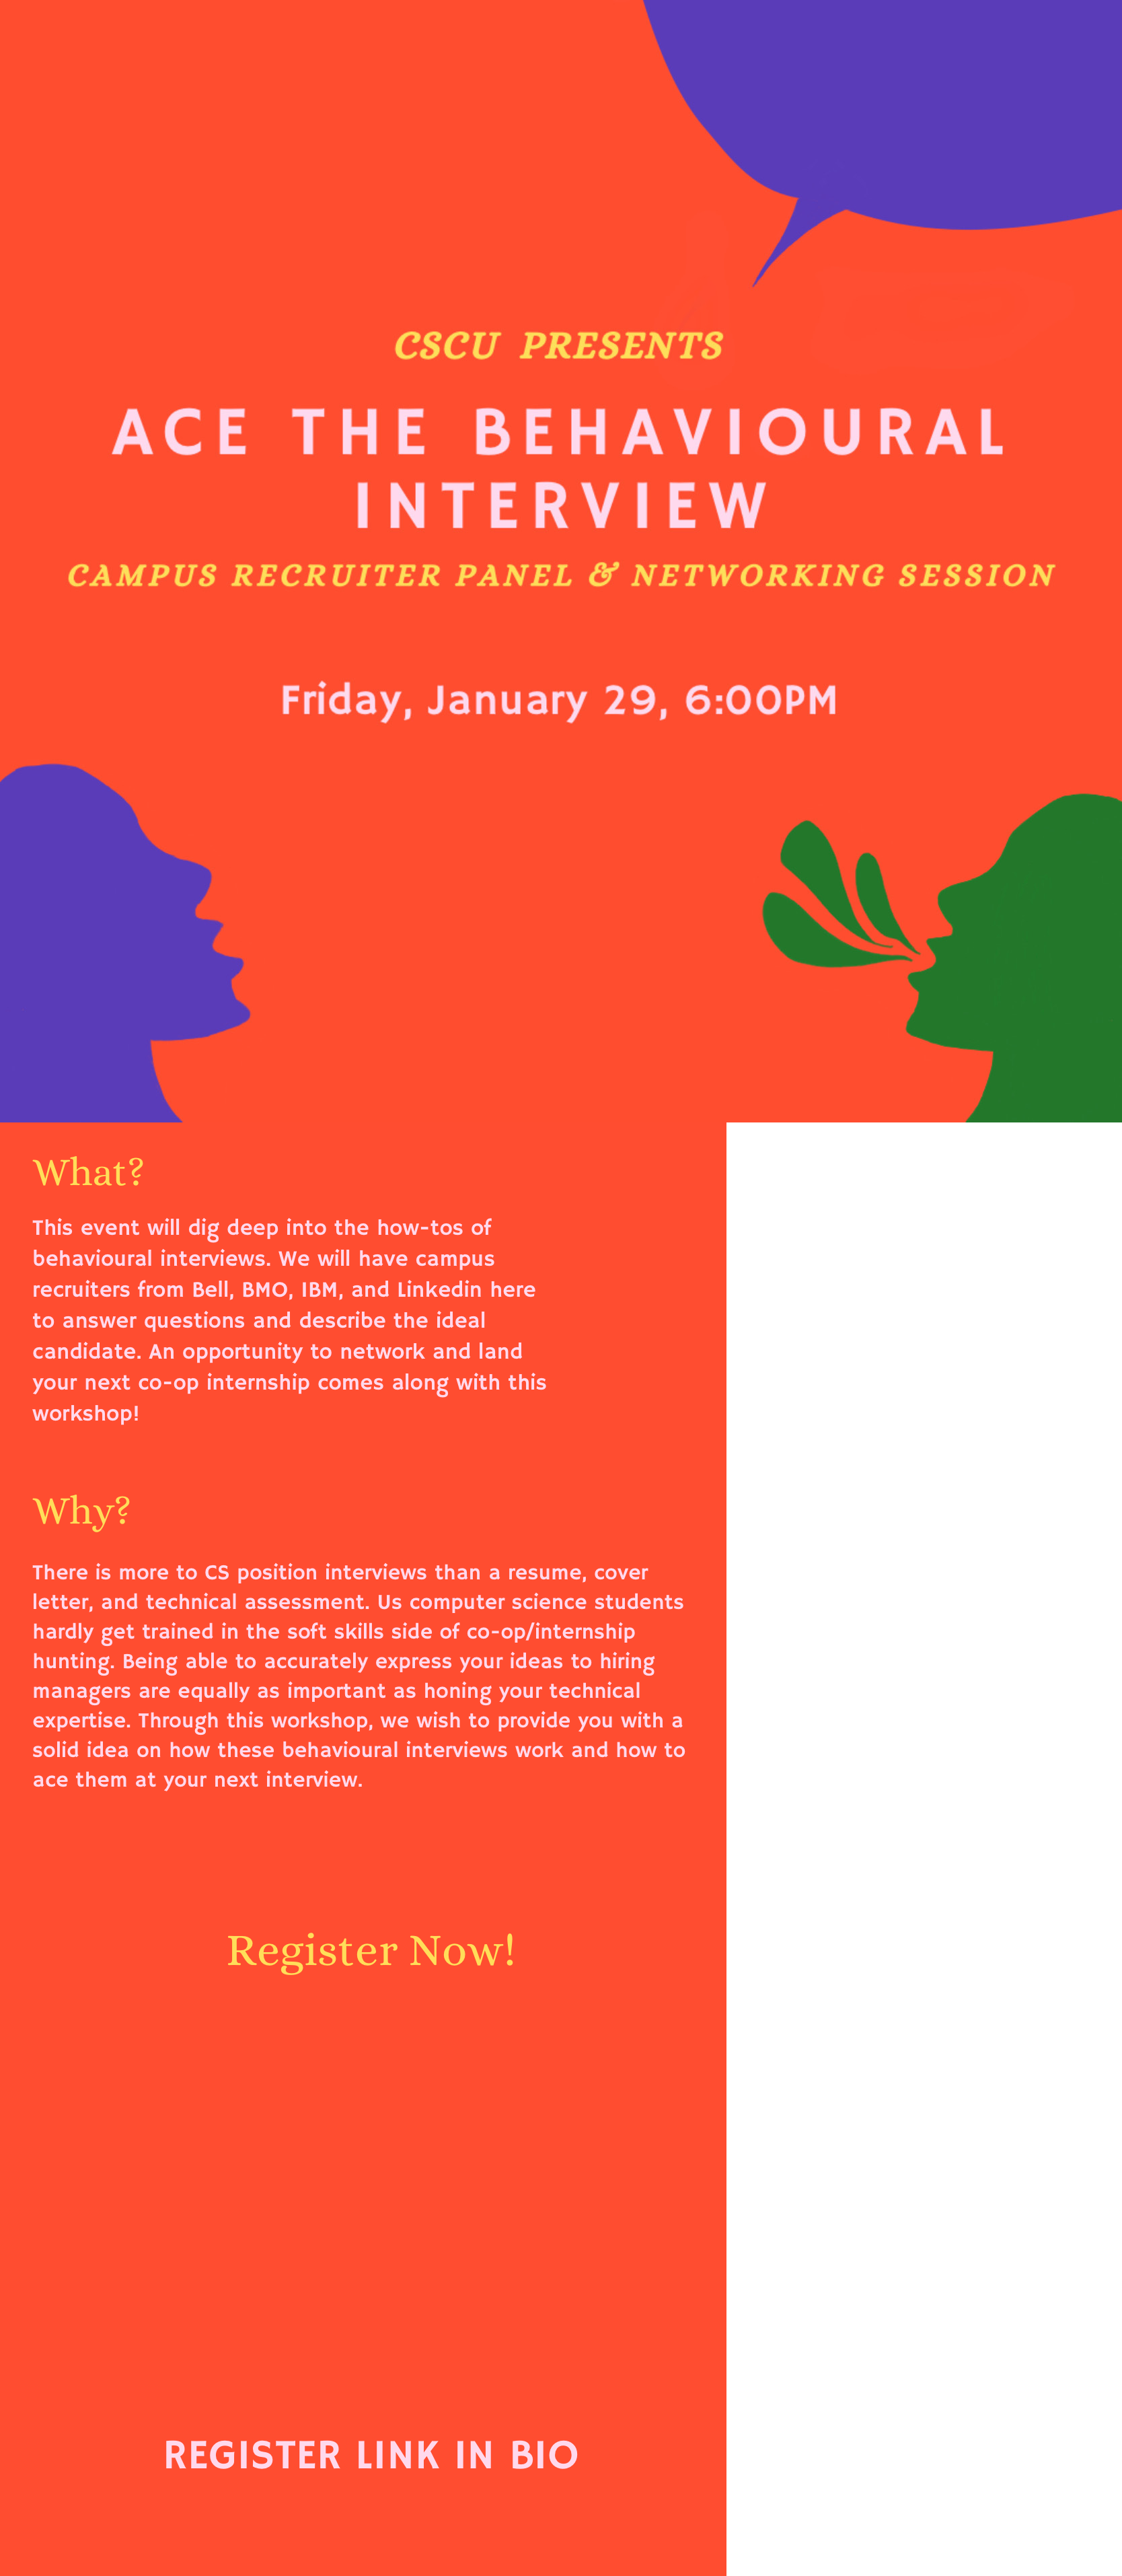 CSCU PRESENTS
ACE THE BEHAVIOURAL
INTERVIEW
CAMPUS RECRUITER PANEL & NETWORKING SESSION
Friday, January 29, 6:00PM
What?
This event will dig deep into the how-tos of
behavioural interviews. We will have campus
recruiters from Bell, BMO, IBM, and Linkedin here
to answer questions and describe the ideal
candidate. An opportunity to network and land
your next co-op internship comes along with this
workshop!
Why?
There is more to CS position interviews than a resume, cover
letter, and technical assessment. Us computer science students
hardly get trained in the soft skills side of co-op/internship
hunting. Being able to accurately express your ideas to hiring
managers are equally as important as honing your technical
expertise. Through this workshop, we wish to provide you with a
solid idea on how these behavioural interviews work and how to
ace them at your next interview.
Register Now!
REGISTER LINK IN BIO